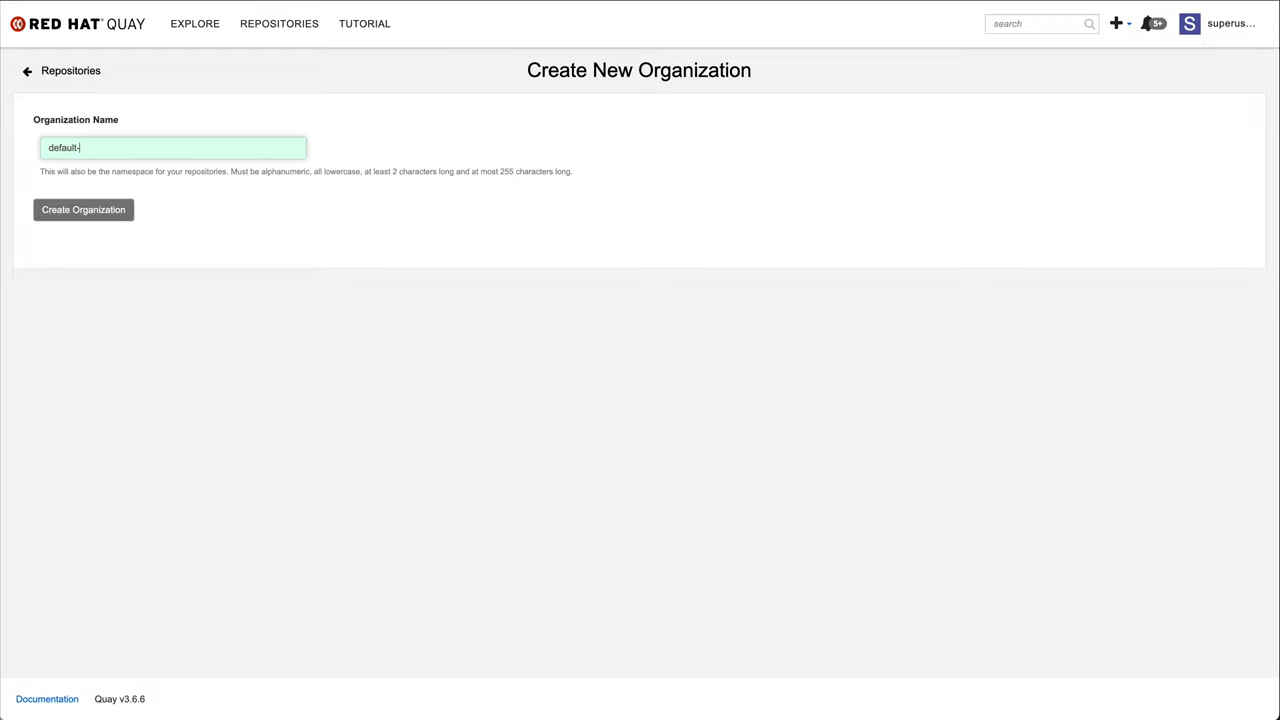 RED HAT QUAY
EXPLORE
REPOSITORIES
TUTORIAL
search
5+
S
superus...
Repositories
Create New Organization
Organization Name
default-
This will also be the namespace for your repositories. Must be alphanumeric, all lowercase, at least 2 characters long and at most 255 characters long.
Create Organization
Documentation
Quay v3.6.6